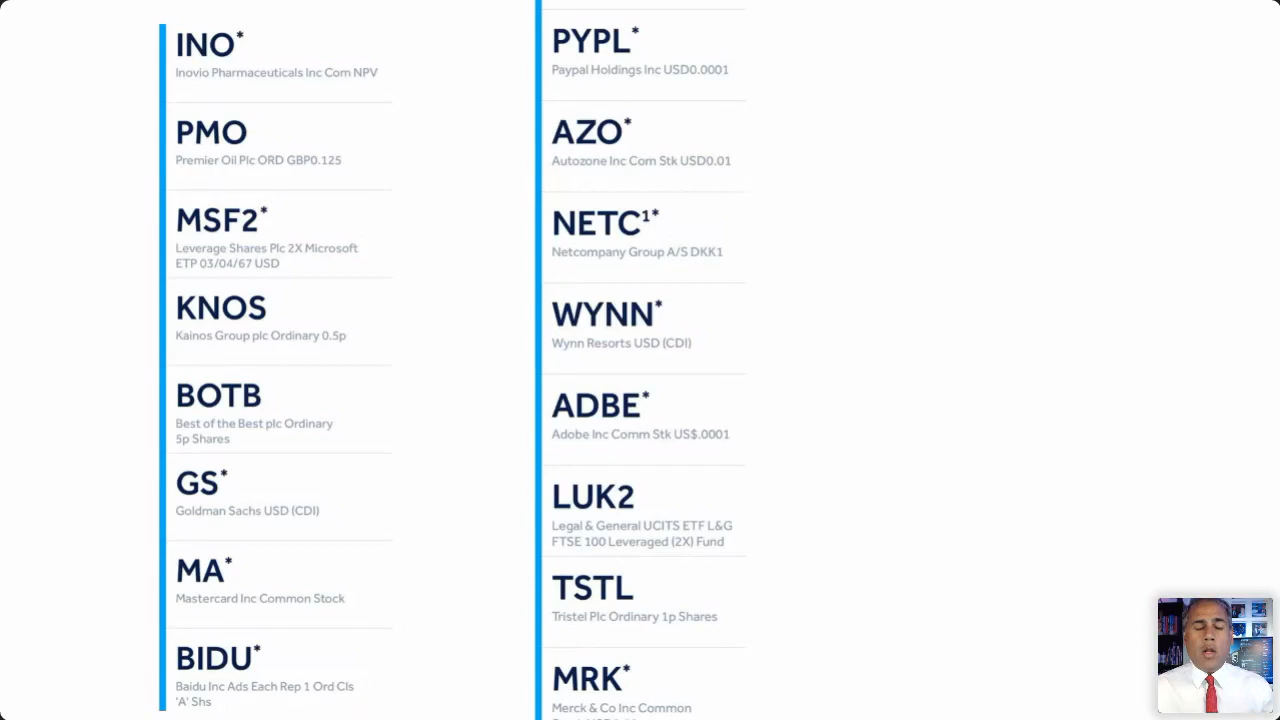 INO*
Inovio Pharmaceuticals Inc Com NPV
PMO
Premier Oil Plc ORD GBP0.125
MSF2*
Leverage Shares Plc 2X Microsoft
ETP 03/04/67 USD
KNOS
Kainos Group plc Ordinary 0.5p
BOTB
Best of the Best plc Ordinary
5p Shares
GS*
Goldman Sachs USD (CDI)
MA*
Mastercard Inc Common Stock
BIDU*
Baidu Inc Ads Each Rep 1 Ord Cls
'A' Shs
PYPL*
Paypal Holdings Inc USD0.0001
AZO*
Autozone Inc Com Stk USD0.01
NETC1*
Netcompany Group A/S DKK1
WYNN*
Wynn Resorts USD (CDI)
ADBE*
Adobe Inc Comm Stk US$.0001
LUK2
Legal & General UCITS ETF L&G
FTSE 100 Leveraged (2X) Fund
TSTL
Tristel Plc Ordinary 1p Shares
MRK*
Merck & Co Inc Common